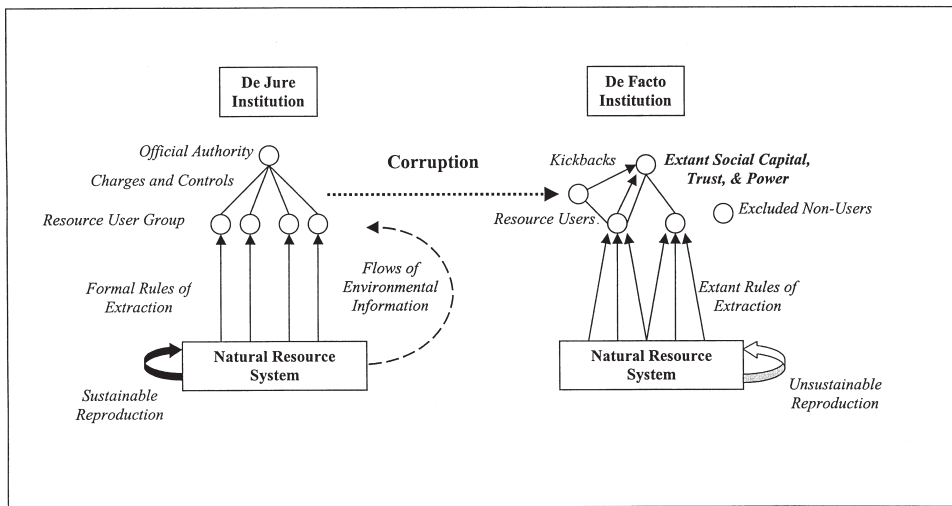 De Jure
Institution
Official Authority
Charges and Controls
Resource User Group
Formal Rules of
Extraction
Flows of
Environmental
Information
Natural Resource
System
Sustainable
Reproduction
Corruption
De Facto
Institution
Kickbacks
Extant Social Capital,
Trust, & Power
Resource Users
Excluded Non-Users
Extant Rules of
Extraction
Natural Resource
System
Unsustainable
Reproduction